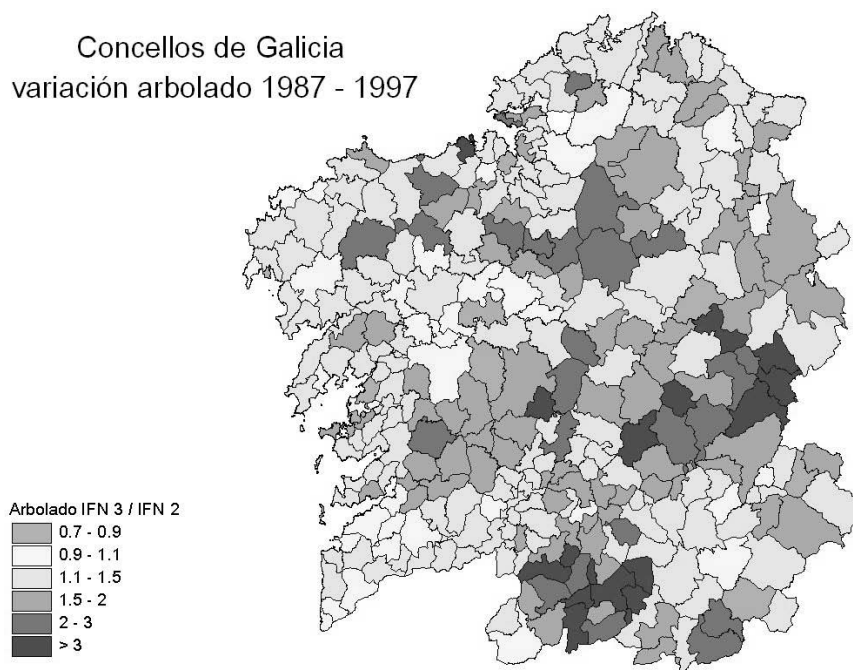 Concellos de Galicia
variación arbolado 1987 - 1997
Arbolado IFN 3 / IFN 2
0.7 - 0.9
0.9 - 1.1
1.1 - 1.5
1.5 - 2
2 - 3
> 3